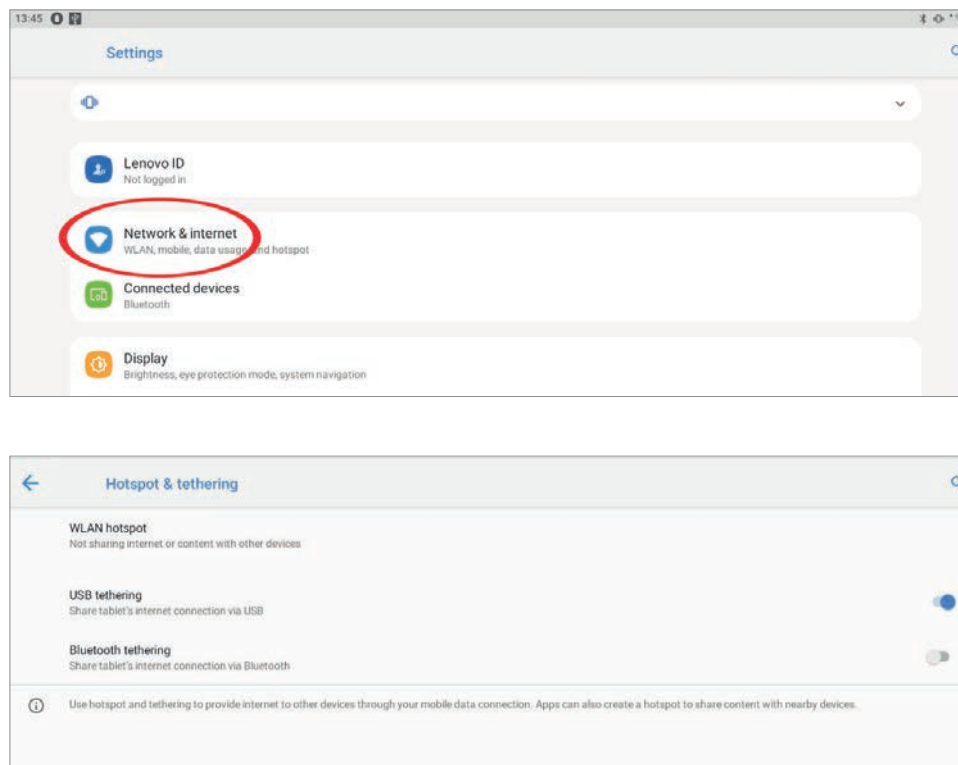 13:45
Settings
Lenovo ID
Not logged in
Network & internet
WLAN, mobile, data usage and hotspot
Connected devices
Bluetooth
Display
Brightness, eye protection mode, system navigation
Hotspot & tethering
WLAN hotspot
Not sharing internet or content with other devices
USB tethering
Share tablet's internet connection via USB
Bluetooth tethering
Share tablet's internet connection via Bluetooth
Use hotspot and tethering to provide internet to other devices through your mobile data connection. Apps can also create a hotspot to share content with nearby devices.